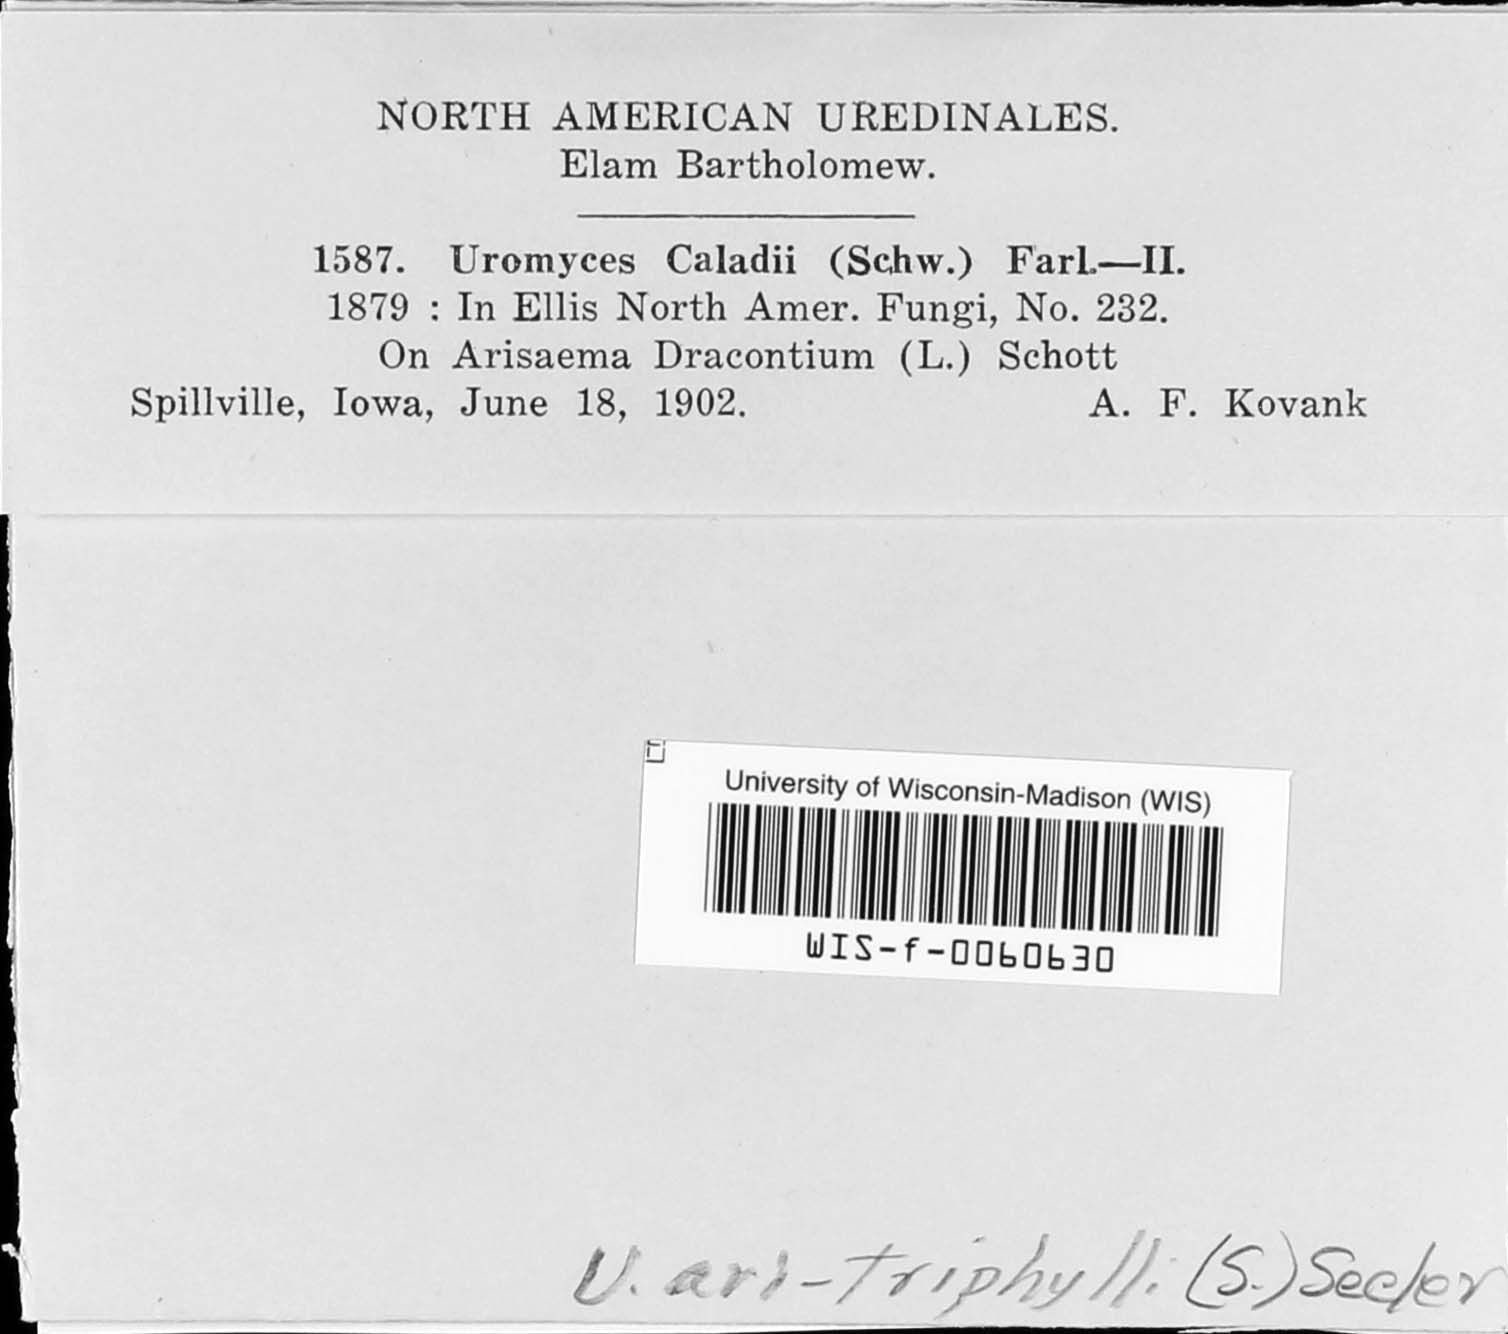 NORTH AMERICAN UREDINALES.
Elam Bartholomew.
1587. Uromyces Caladii (Schw.) Farl.—II.
1879 : In Ellis North Amer. Fungi, No. 232.
On Arisaema Dracontium (L.) Schott
Spillville, Iowa, June 18, 1902. A. F. Kovank
University of Wisconsin-Madison (WIS)
WIS-f-0060630
U. ari-triphylli (S.) Seeler